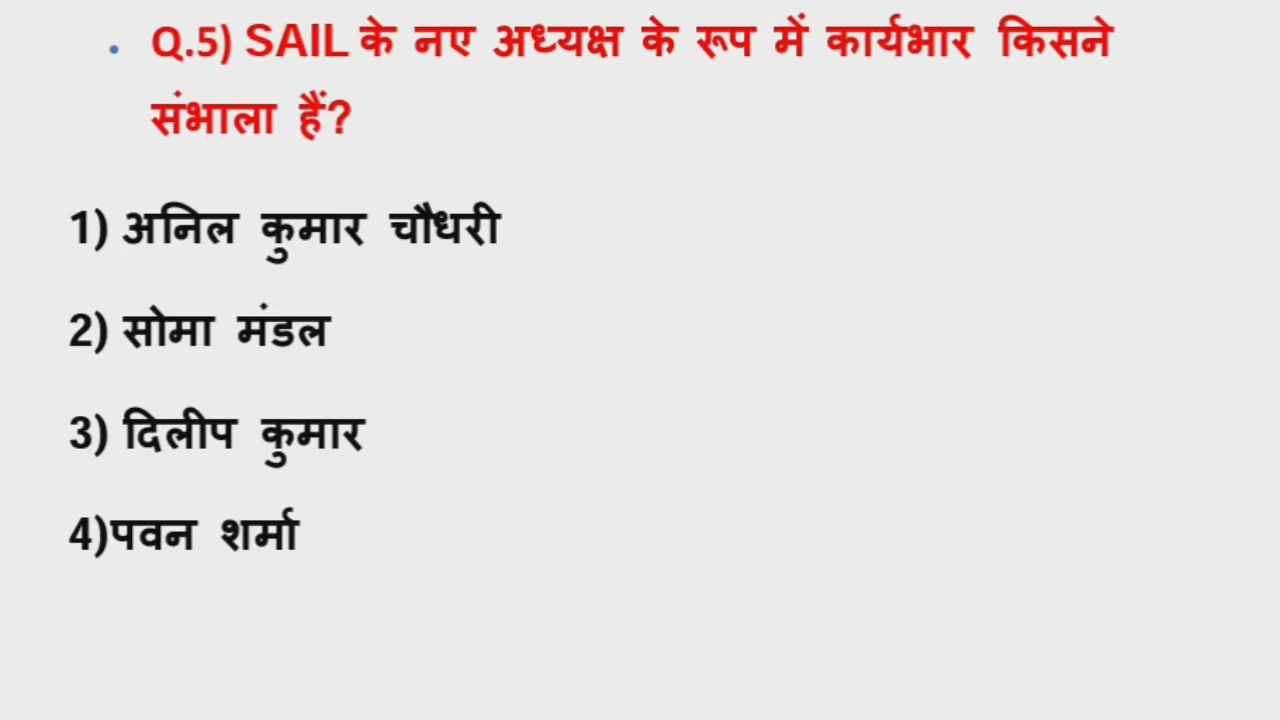 • Q.5) SAIL के नए अध्यक्ष के रूप में कार्यभार किसने
संभाला हैं?
1) अनिल कुमार चौधरी
2) सोमा मंडल
3) दिलीप कुमार
4)पवन शर्मा